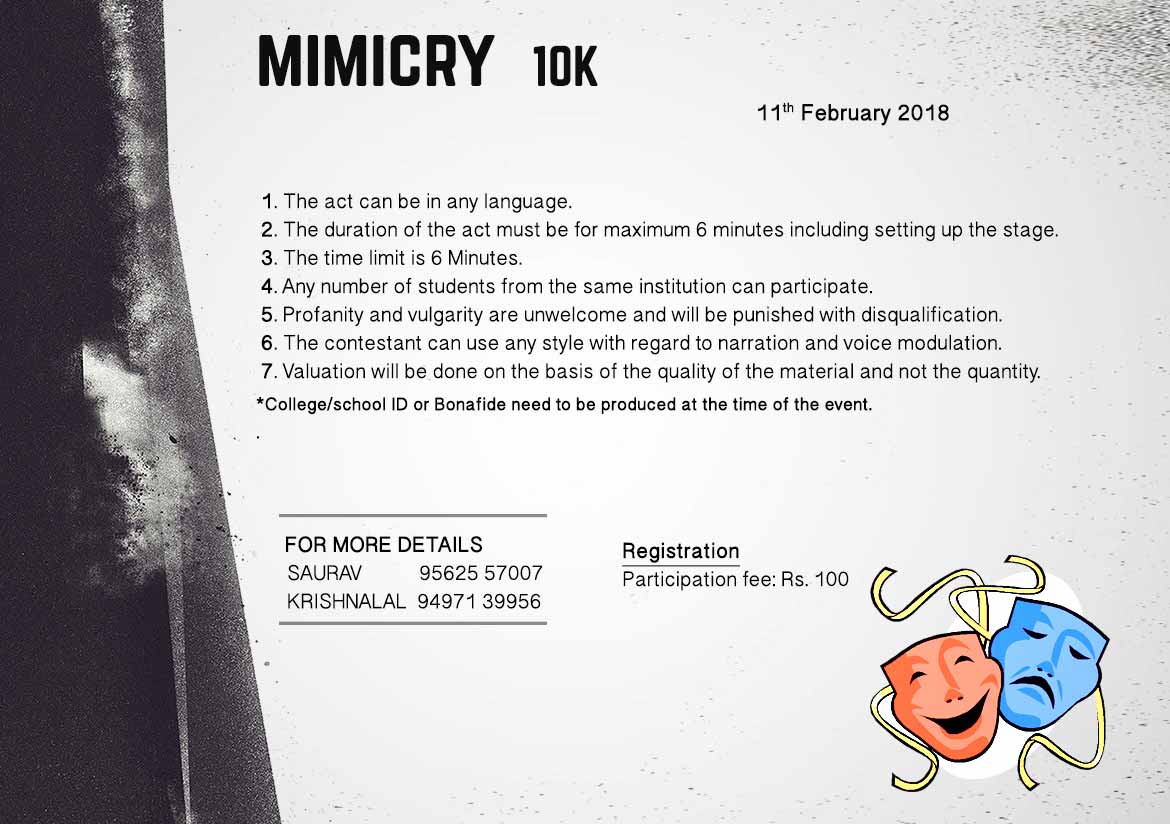 MIMICRY 10K
11th February 2018
1. The act can be in any language.
2. The duration of the act must be for maximum 6 minutes including setting up the stage.
3. The time limit is 6 Minutes.
4. Any number of students from the same institution can participate.
5. Profanity and vulgarity are unwelcome and will be punished with disqualification.
6. The contestant can use any style with regard to narration and voice modulation.
7. Valuation will be done on the basis of the quality of the material and not the quantity.
*College/school ID or Bonafide need to be produced at the time of the event.
.
FOR MORE DETAILS
SAURAV 95625 57007
KRISHNALAL 94971 39956
Registration
Participation fee: Rs. 100